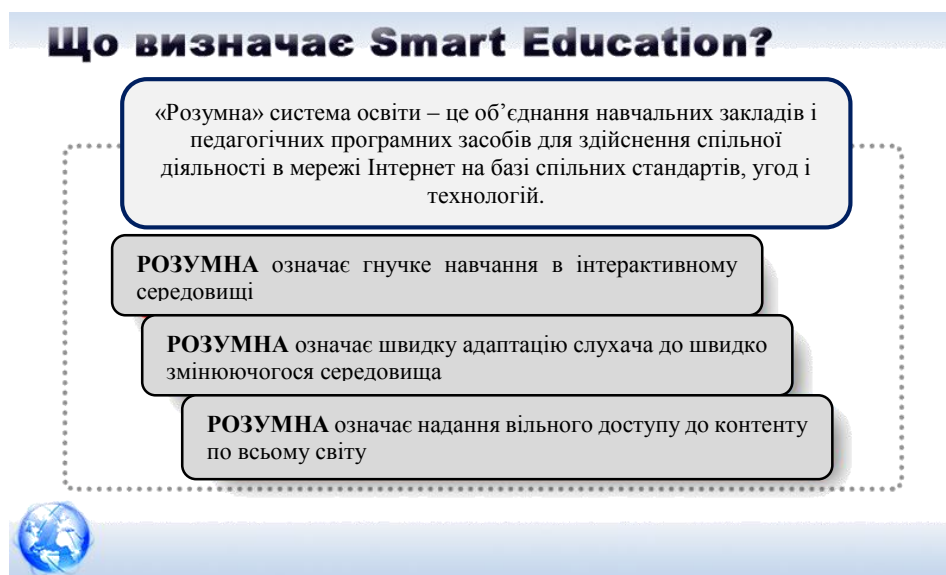 Що визначає Smart Education?
«Розумна» система освіти – це об’єднання навчальних закладів і
педагогічних програмних засобів для здійснення спільної
діяльності в мережі Інтернет на базі спільних стандартів, угод і
технологій.
РОЗУМНА означає гнучке навчання в інтерактивному
середовищі
РОЗУМНА означає швидку адаптацію слухача до швидко
змінюючогося середовища
РОЗУМНА означає надання вільного доступу до контенту
по всьому світу